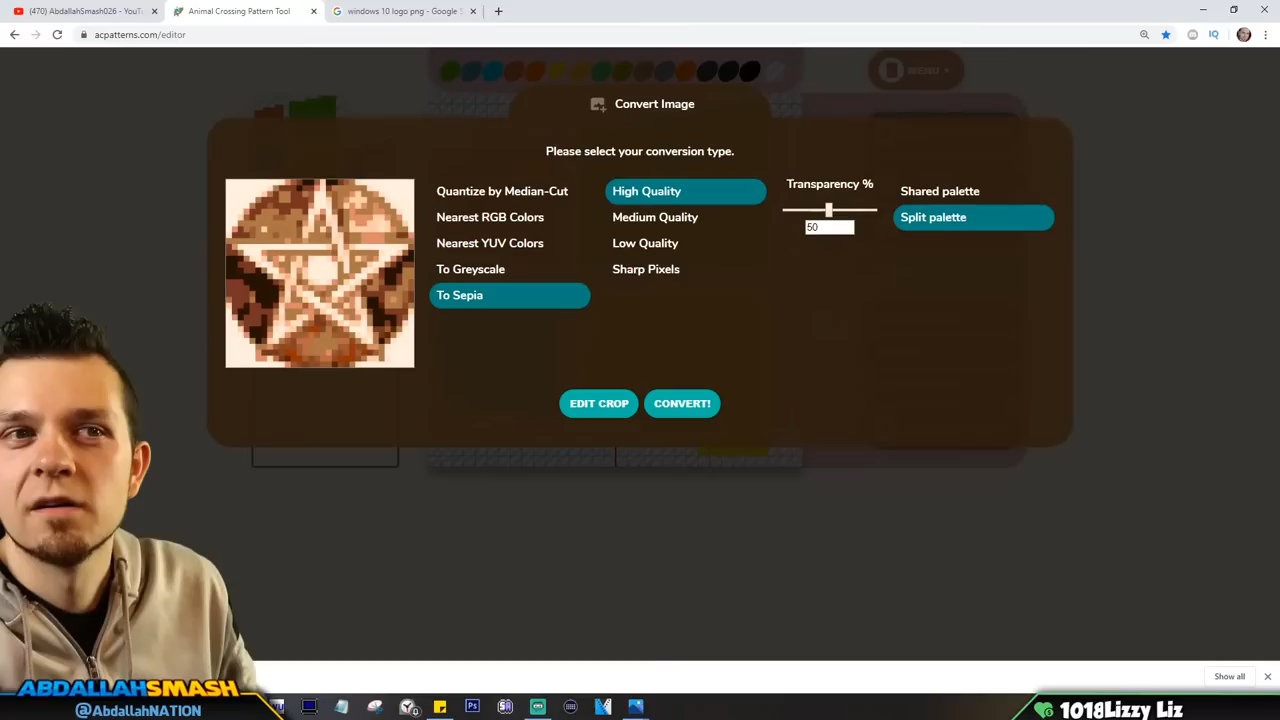 (470) AbdallahSmash026 - YouTu
Animal Crossing Pattern Tool
windows 10 logo png - Google S
acpatterns.com/editor
IQ
MENU
Convert Image
Please select your conversion type.
Quantize by Median-Cut
High Quality
Transparency %
Shared palette
Nearest RGB Colors
Medium Quality
50
Split palette
Nearest YUV Colors
Low Quality
To Greyscale
Sharp Pixels
To Sepia
EDIT CROP
CONVERT!
Show all
ABDALLAHSMASH
@AbdallahNATION
Ps
1018Lizzy Liz